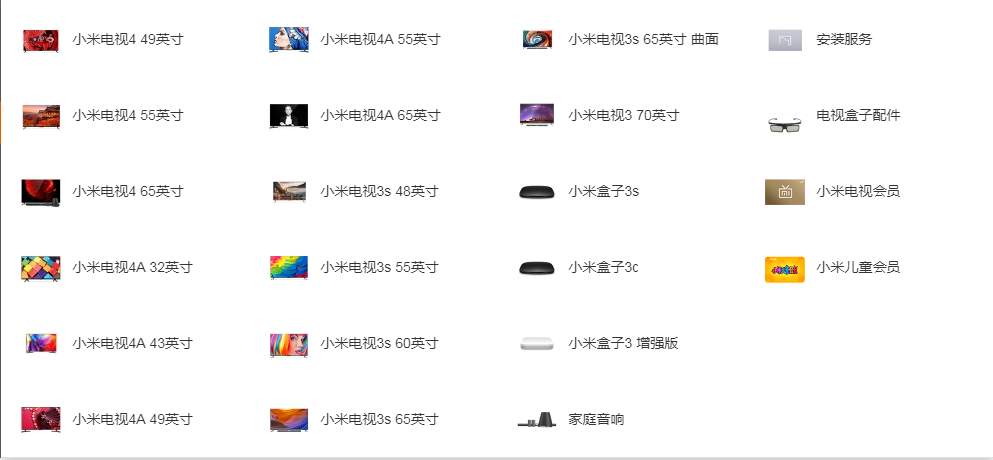 小米电视4 49英寸
小米电视4 55英寸
小米电视4 65英寸
小米电视4A 32英寸
小米电视4A 43英寸
小米电视4A 49英寸
小米电视4A 55英寸
小米电视4A 65英寸
小米电视3s 48英寸
小米电视3s 55英寸
小米电视3s 60英寸
小米电视3s 65英寸
小米电视3s 65英寸 曲面
小米电视3 70英寸
小米盒子3s
小米盒子3c
小米盒子3 增强版
家庭音响
安装服务
电视盒子配件
小米电视会员
小米儿童会员